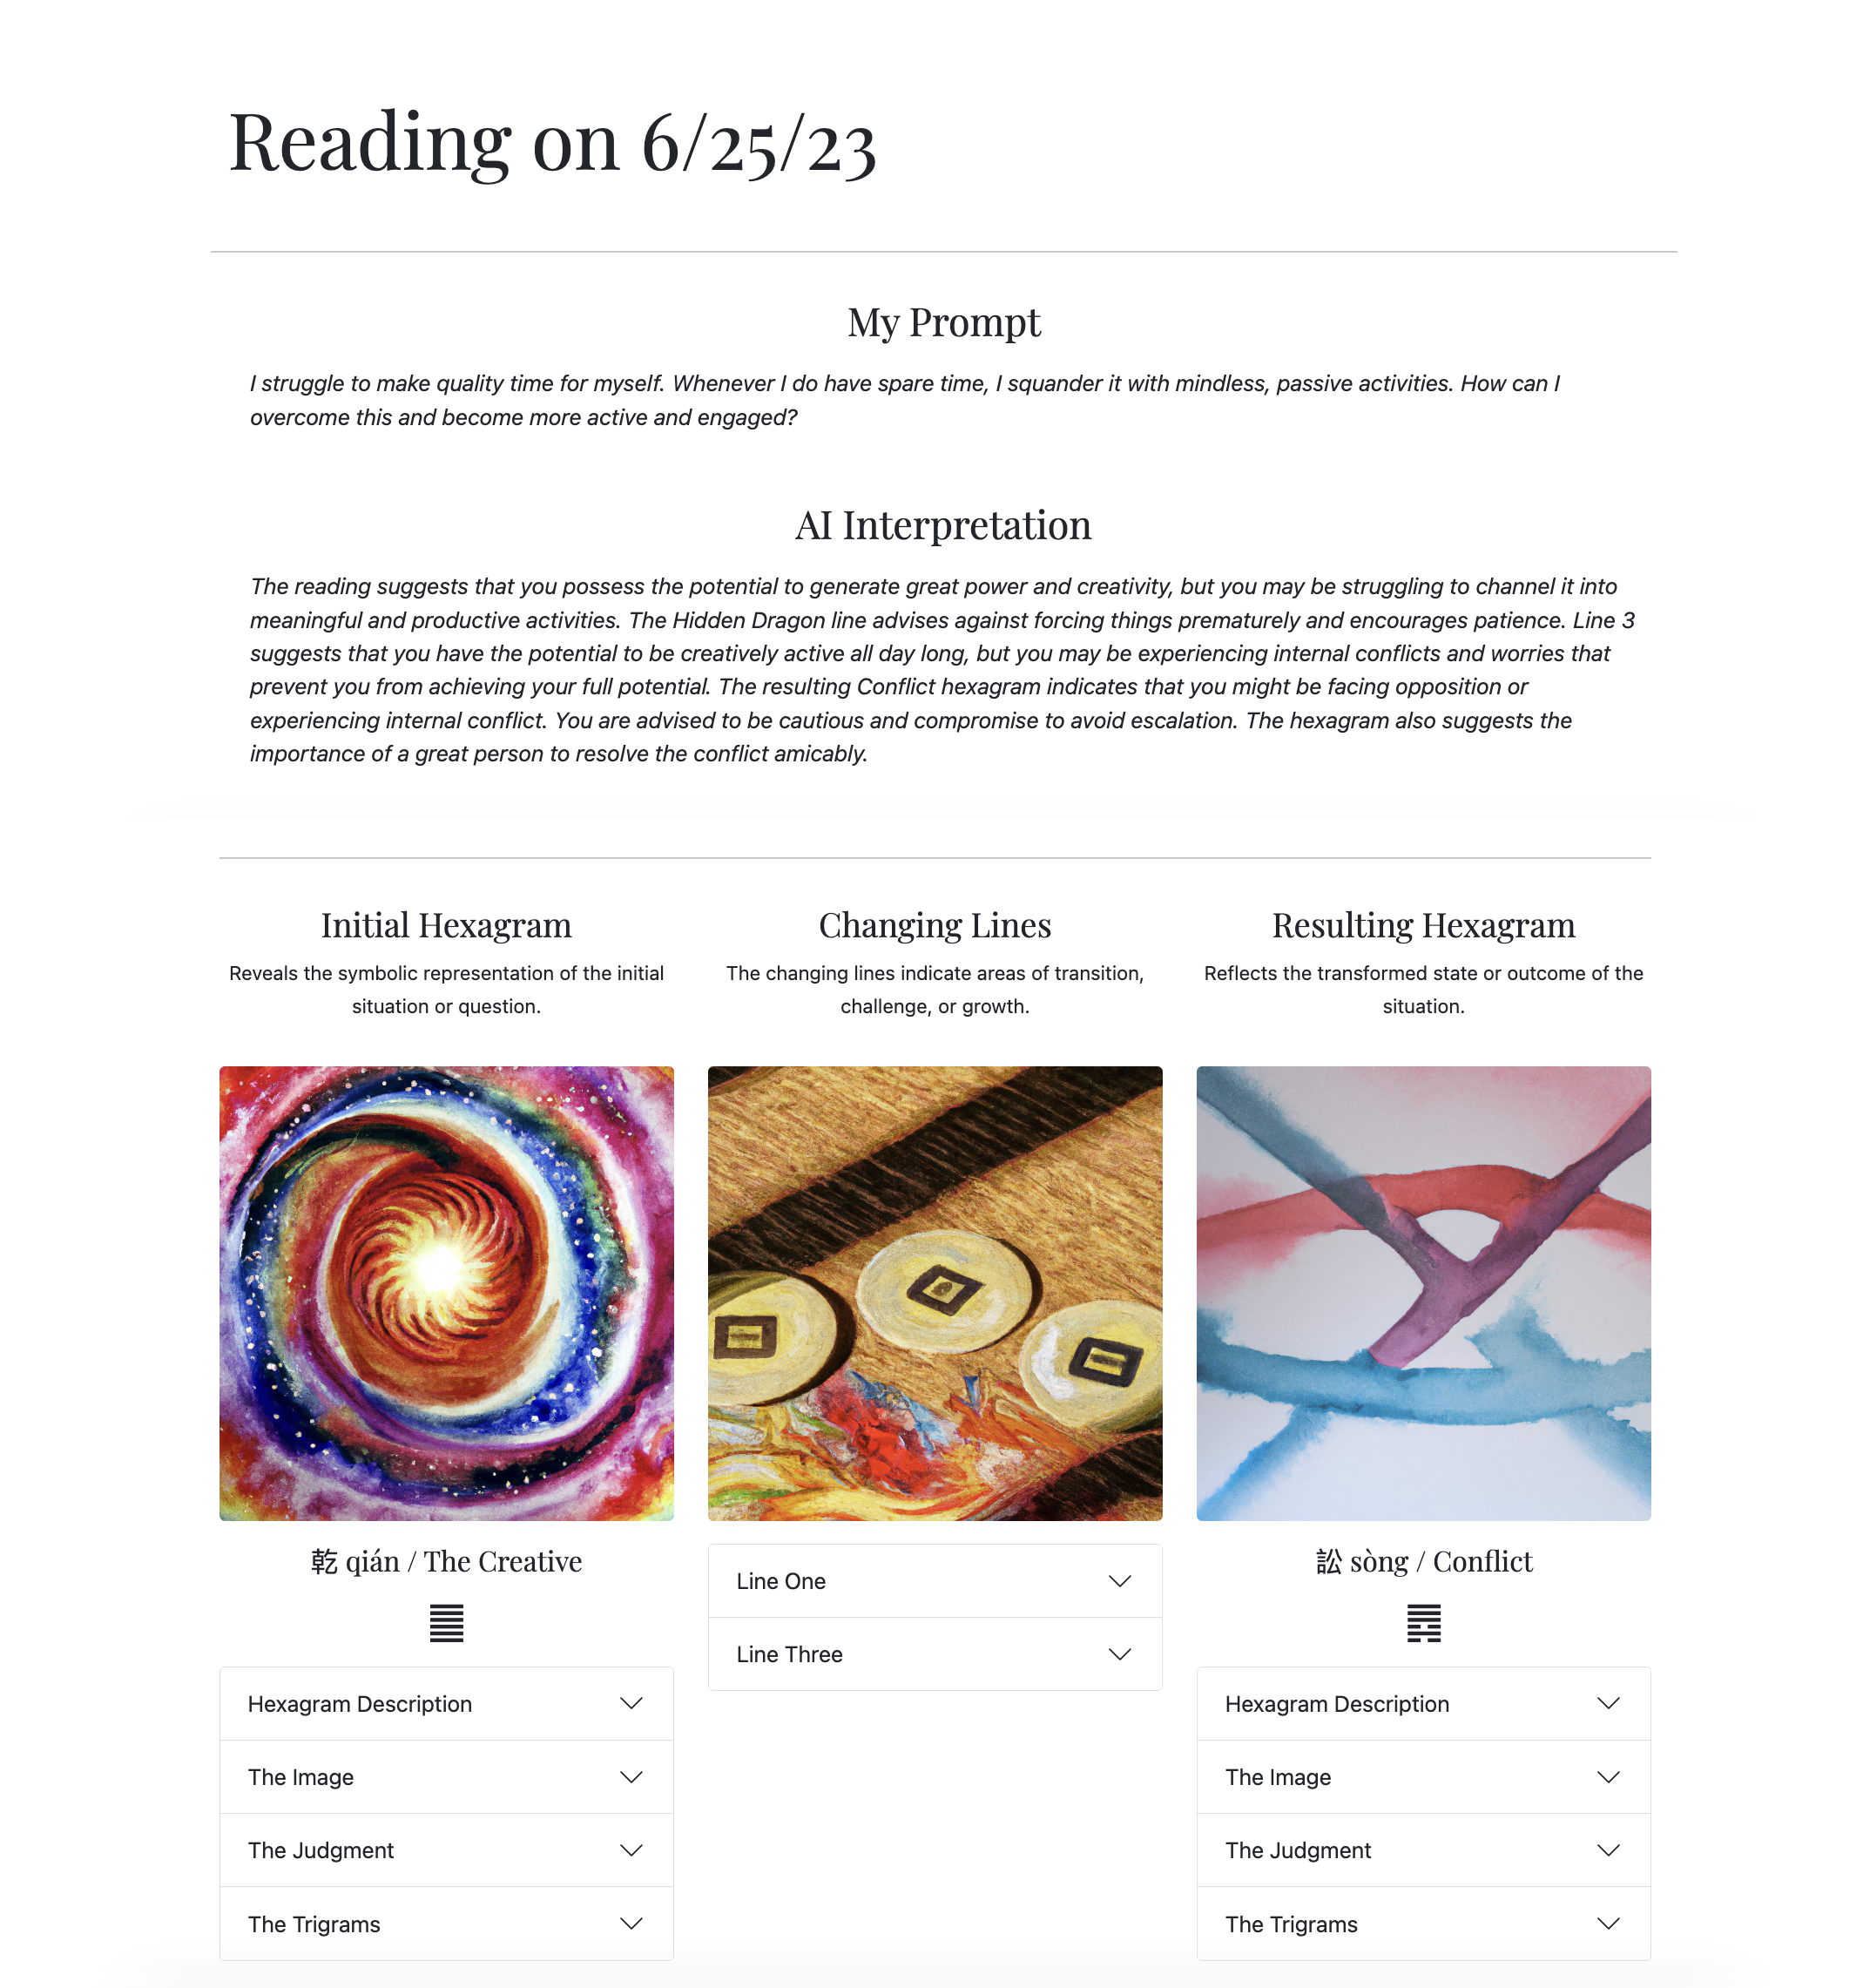 Reading on 6/25/23
My Prompt
I struggle to make quality time for myself. Whenever I do have spare time, I squander it with mindless, passive activities. How can I
overcome this and become more active and engaged?
AI Interpretation
The reading suggests that you possess the potential to generate great power and creativity, but you may be struggling to channel it into
meaningful and productive activities. The Hidden Dragon line advises against forcing things prematurely and encourages patience. Line 3
suggests that you have the potential to be creatively active all day long, but you may be experiencing internal conflicts and worries that
prevent you from achieving your full potential. The resulting Conflict hexagram indicates that you might be facing opposition or
experiencing internal conflict. You are advised to be cautious and compromise to avoid escalation. The hexagram also suggests the
importance of a great person to resolve the conflict amicably.
Initial Hexagram
Reveals the symbolic representation of the initial
situation or question.
乾 qián / The Creative
䷀
Hexagram Description
The Image
The Judgment
The Trigrams
Changing Lines
The changing lines indicate areas of transition,
challenge, or growth.
Line One
Line Three
Resulting Hexagram
Reflects the transformed state or outcome of the
situation.
訟 sòng / Conflict
䷅
Hexagram Description
The Image
The Judgment
The Trigrams